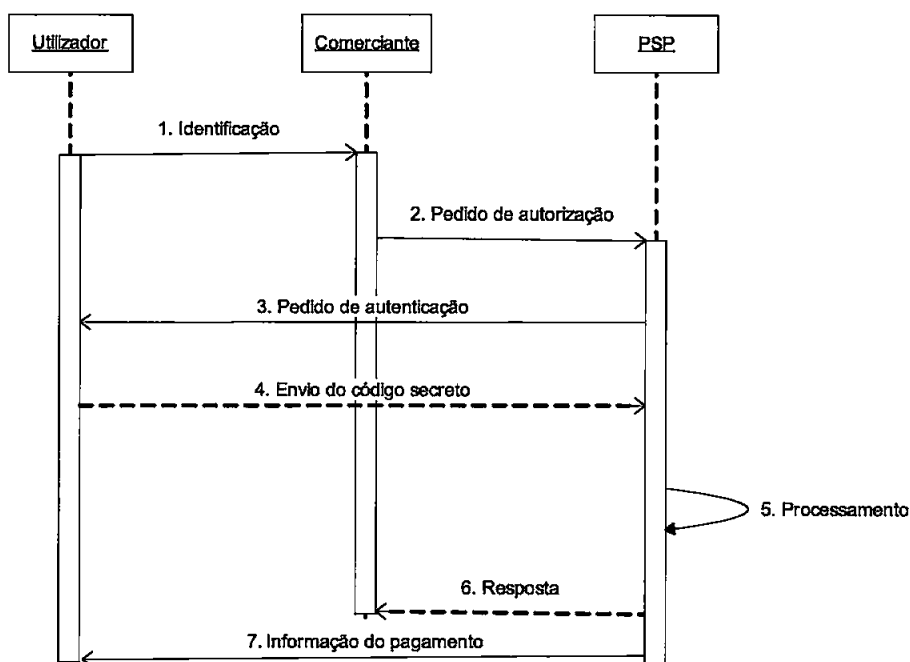 Utilizador
Comerciante
PSP
1. Identificação
2. Pedido de autorização
3. Pedido de autenticação
4. Envio do código secreto
5. Processamento
6. Resposta
7. Informação do pagamento